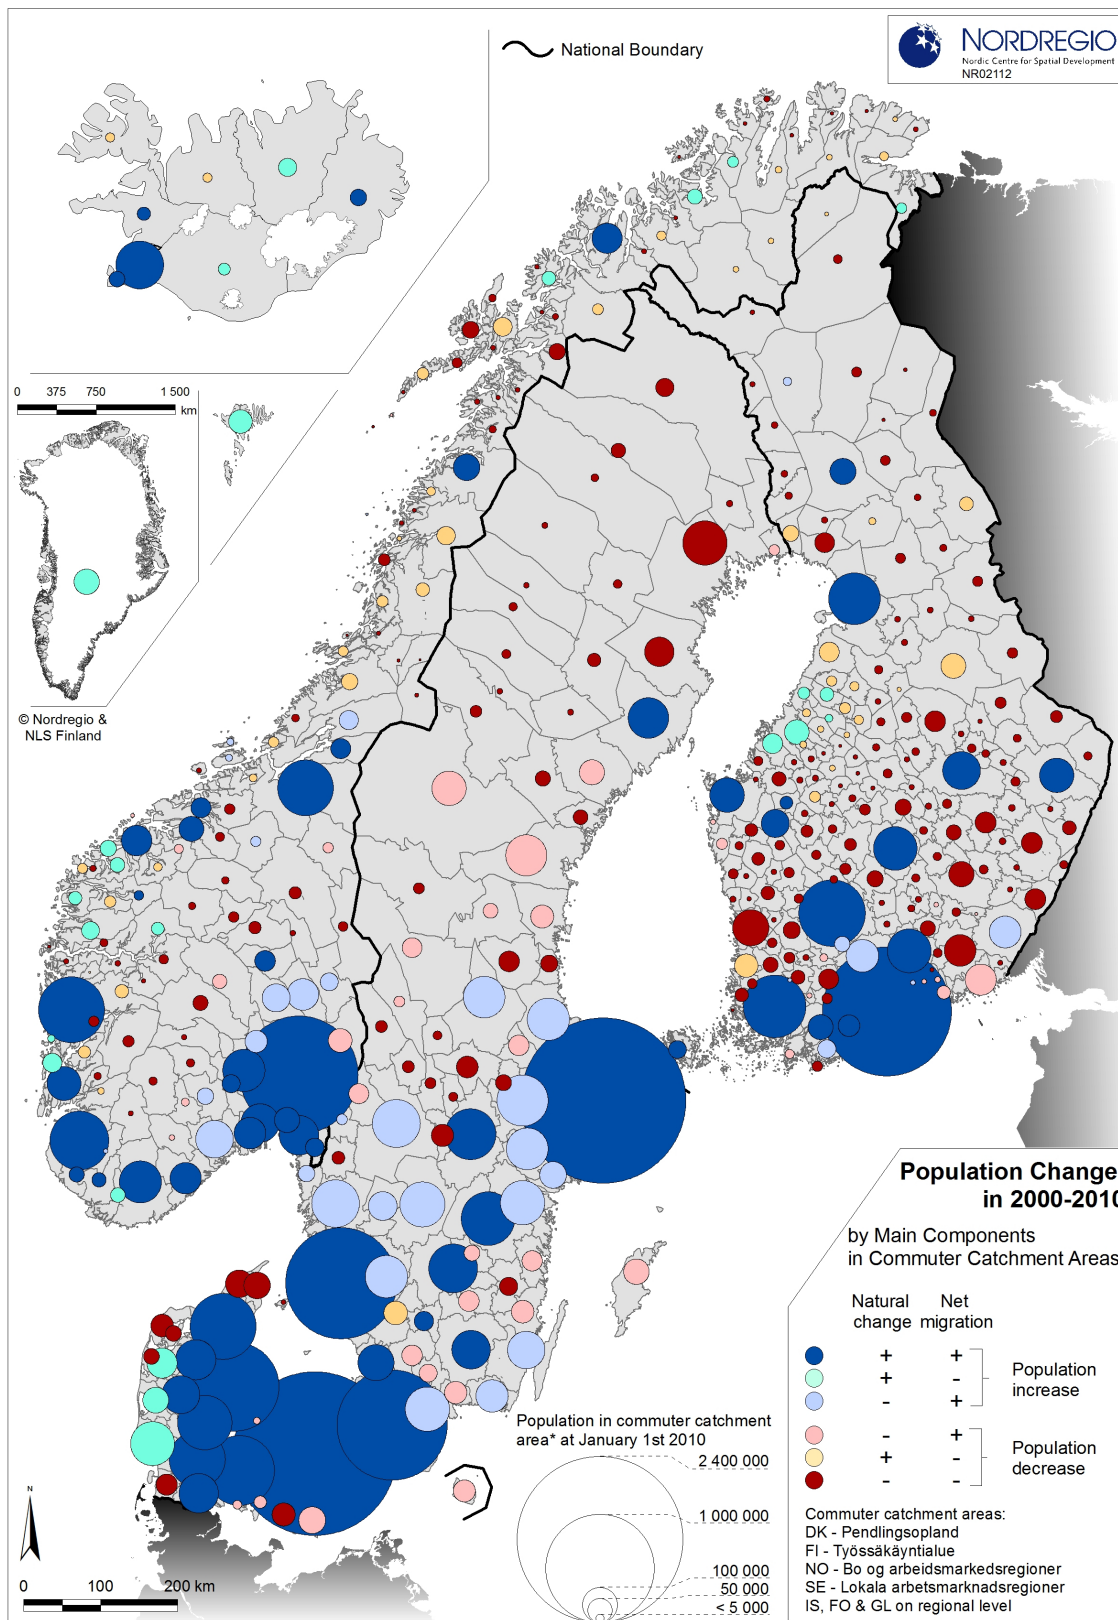 National Boundary
NORDREGIO
Nordic Centre for Spatial Development
NR02112
0 375 750 1 500
km
© Nordregio &
NLS Finland
Population Change
in 2000-2010
by Main Components
in Commuter Catchment Areas
Natural change
Net migration
+ +
+ -
- +
Population increase
- +
+ -
- -
Population decrease
Population in commuter catchment
area* at January 1st 2010
2 400 000
1 000 000
100 000
50 000
< 5 000
Commuter catchment areas:
DK - Pendlingsopland
FI - Työssäkäyntialue
NO - Bo og arbeidsmarkedsregioner
SE - Lokala arbetsmarknadsregioner
IS, FO & GL on regional level
N
0 100 200 km